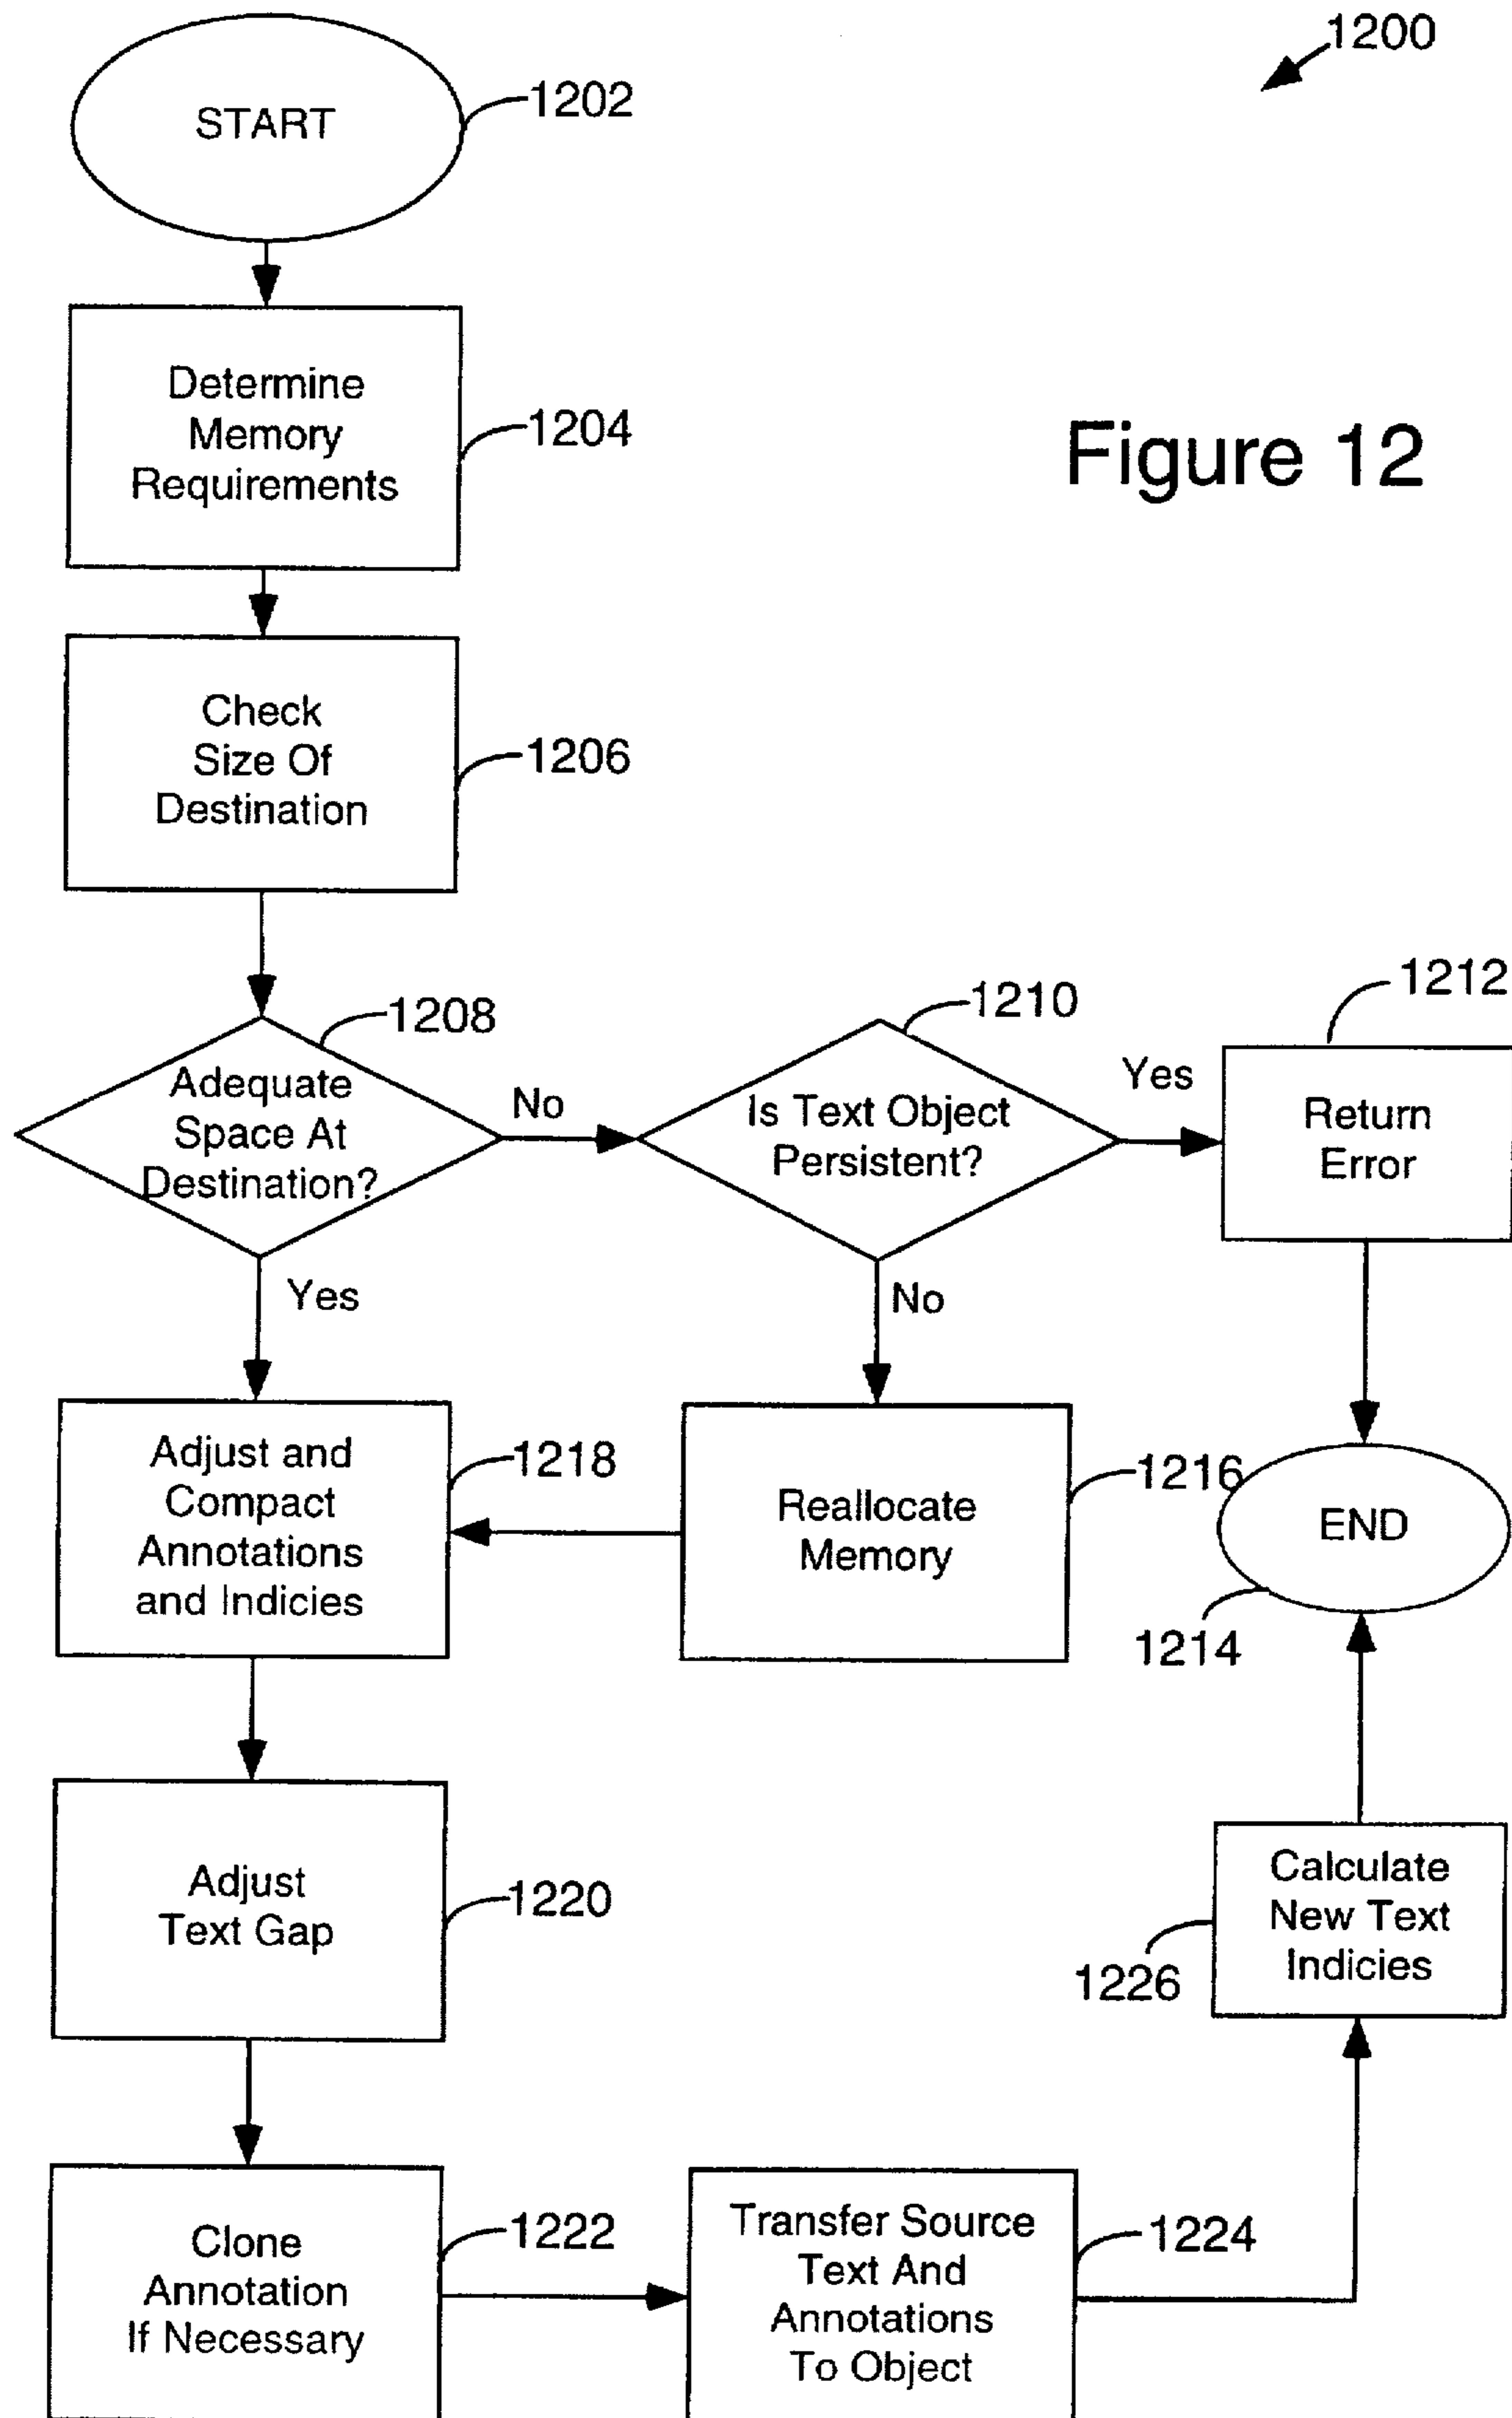 1200
START
1202
Determine
Memory
Requirements
1204
Figure 12
Check
Size Of
Destination
1206
1208
Adequate
Space At
Destination?
No
Yes
1210
Is Text Object
Persistent?
Yes
No
1212
Return
Error
Adjust and
Compact
Annotations
and Indicies
1218
Reallocate
Memory
1216
END
1214
Adjust
Text Gap
1220
Calculate
New Text
Indicies
1226
Clone
Annotation
If Necessary
1222
Transfer Source
Text And
Annotations
To Object
1224